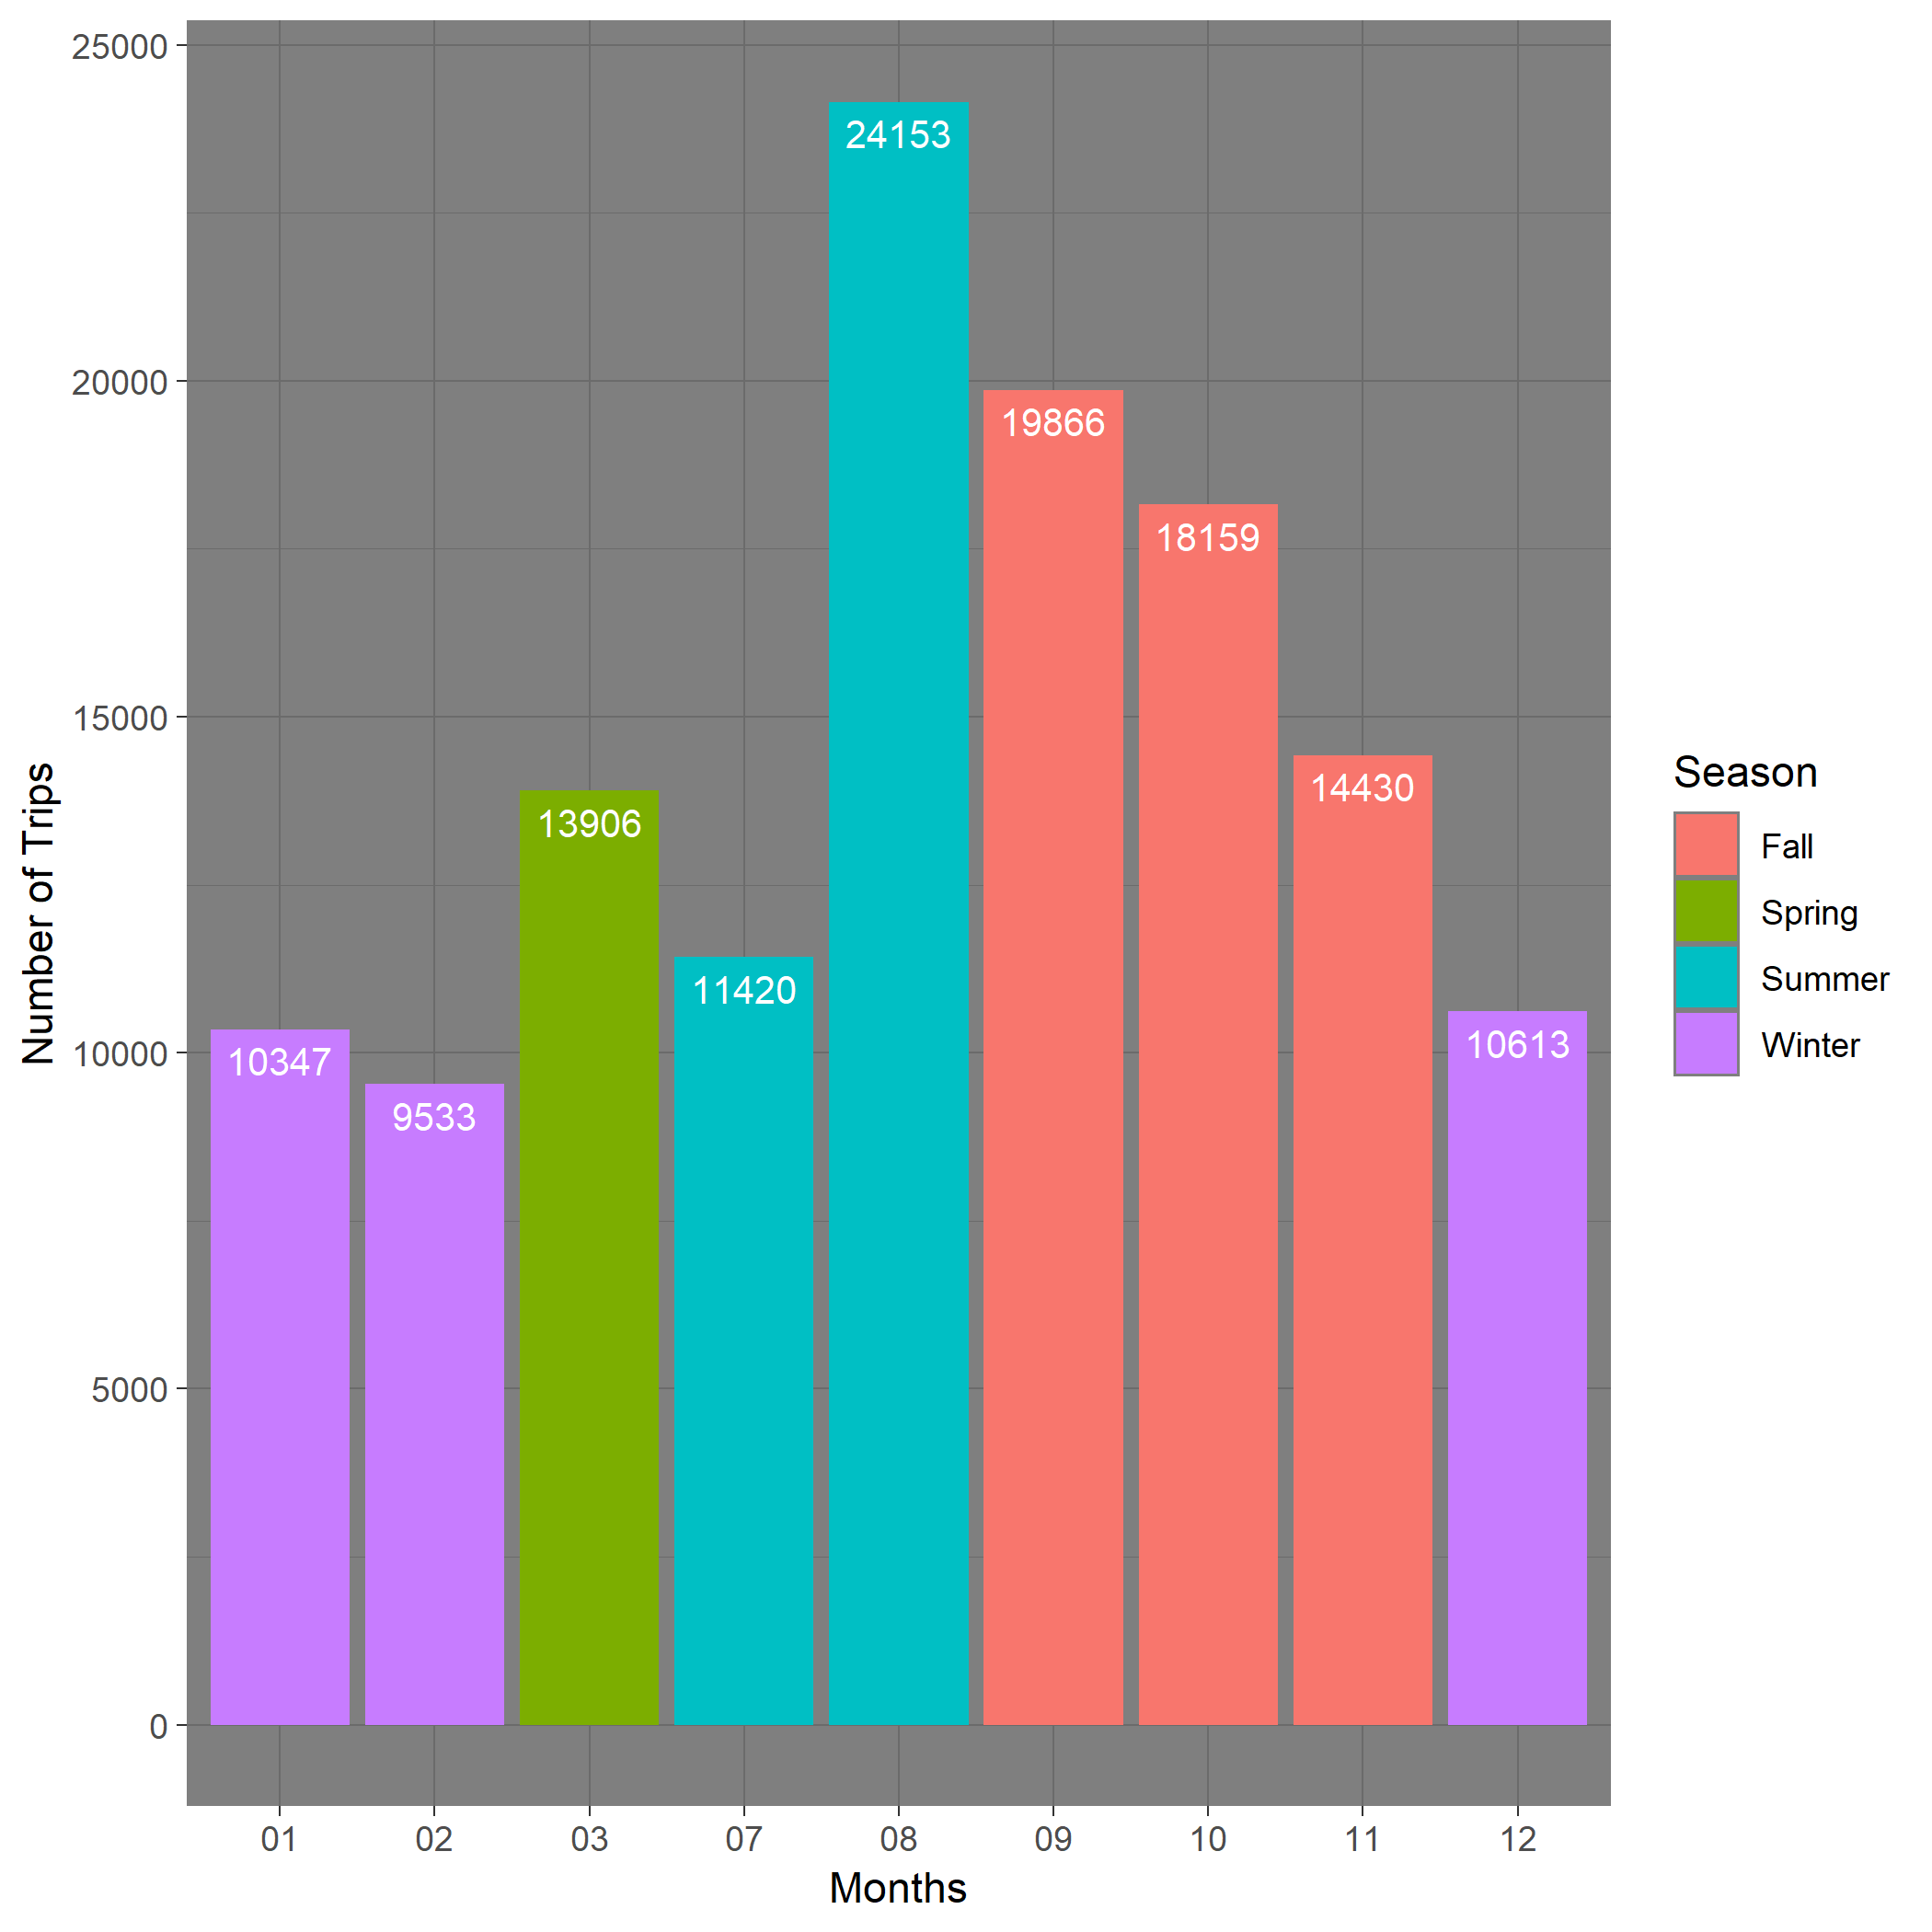 25000
20000
15000
10000
5000
0
Number of Trips
24153
19866
18159
14430
13906
11420
10613
10347
9533
01 02 03 07 08 09 10 11 12
Months
Season
Fall
Spring
Summer
Winter